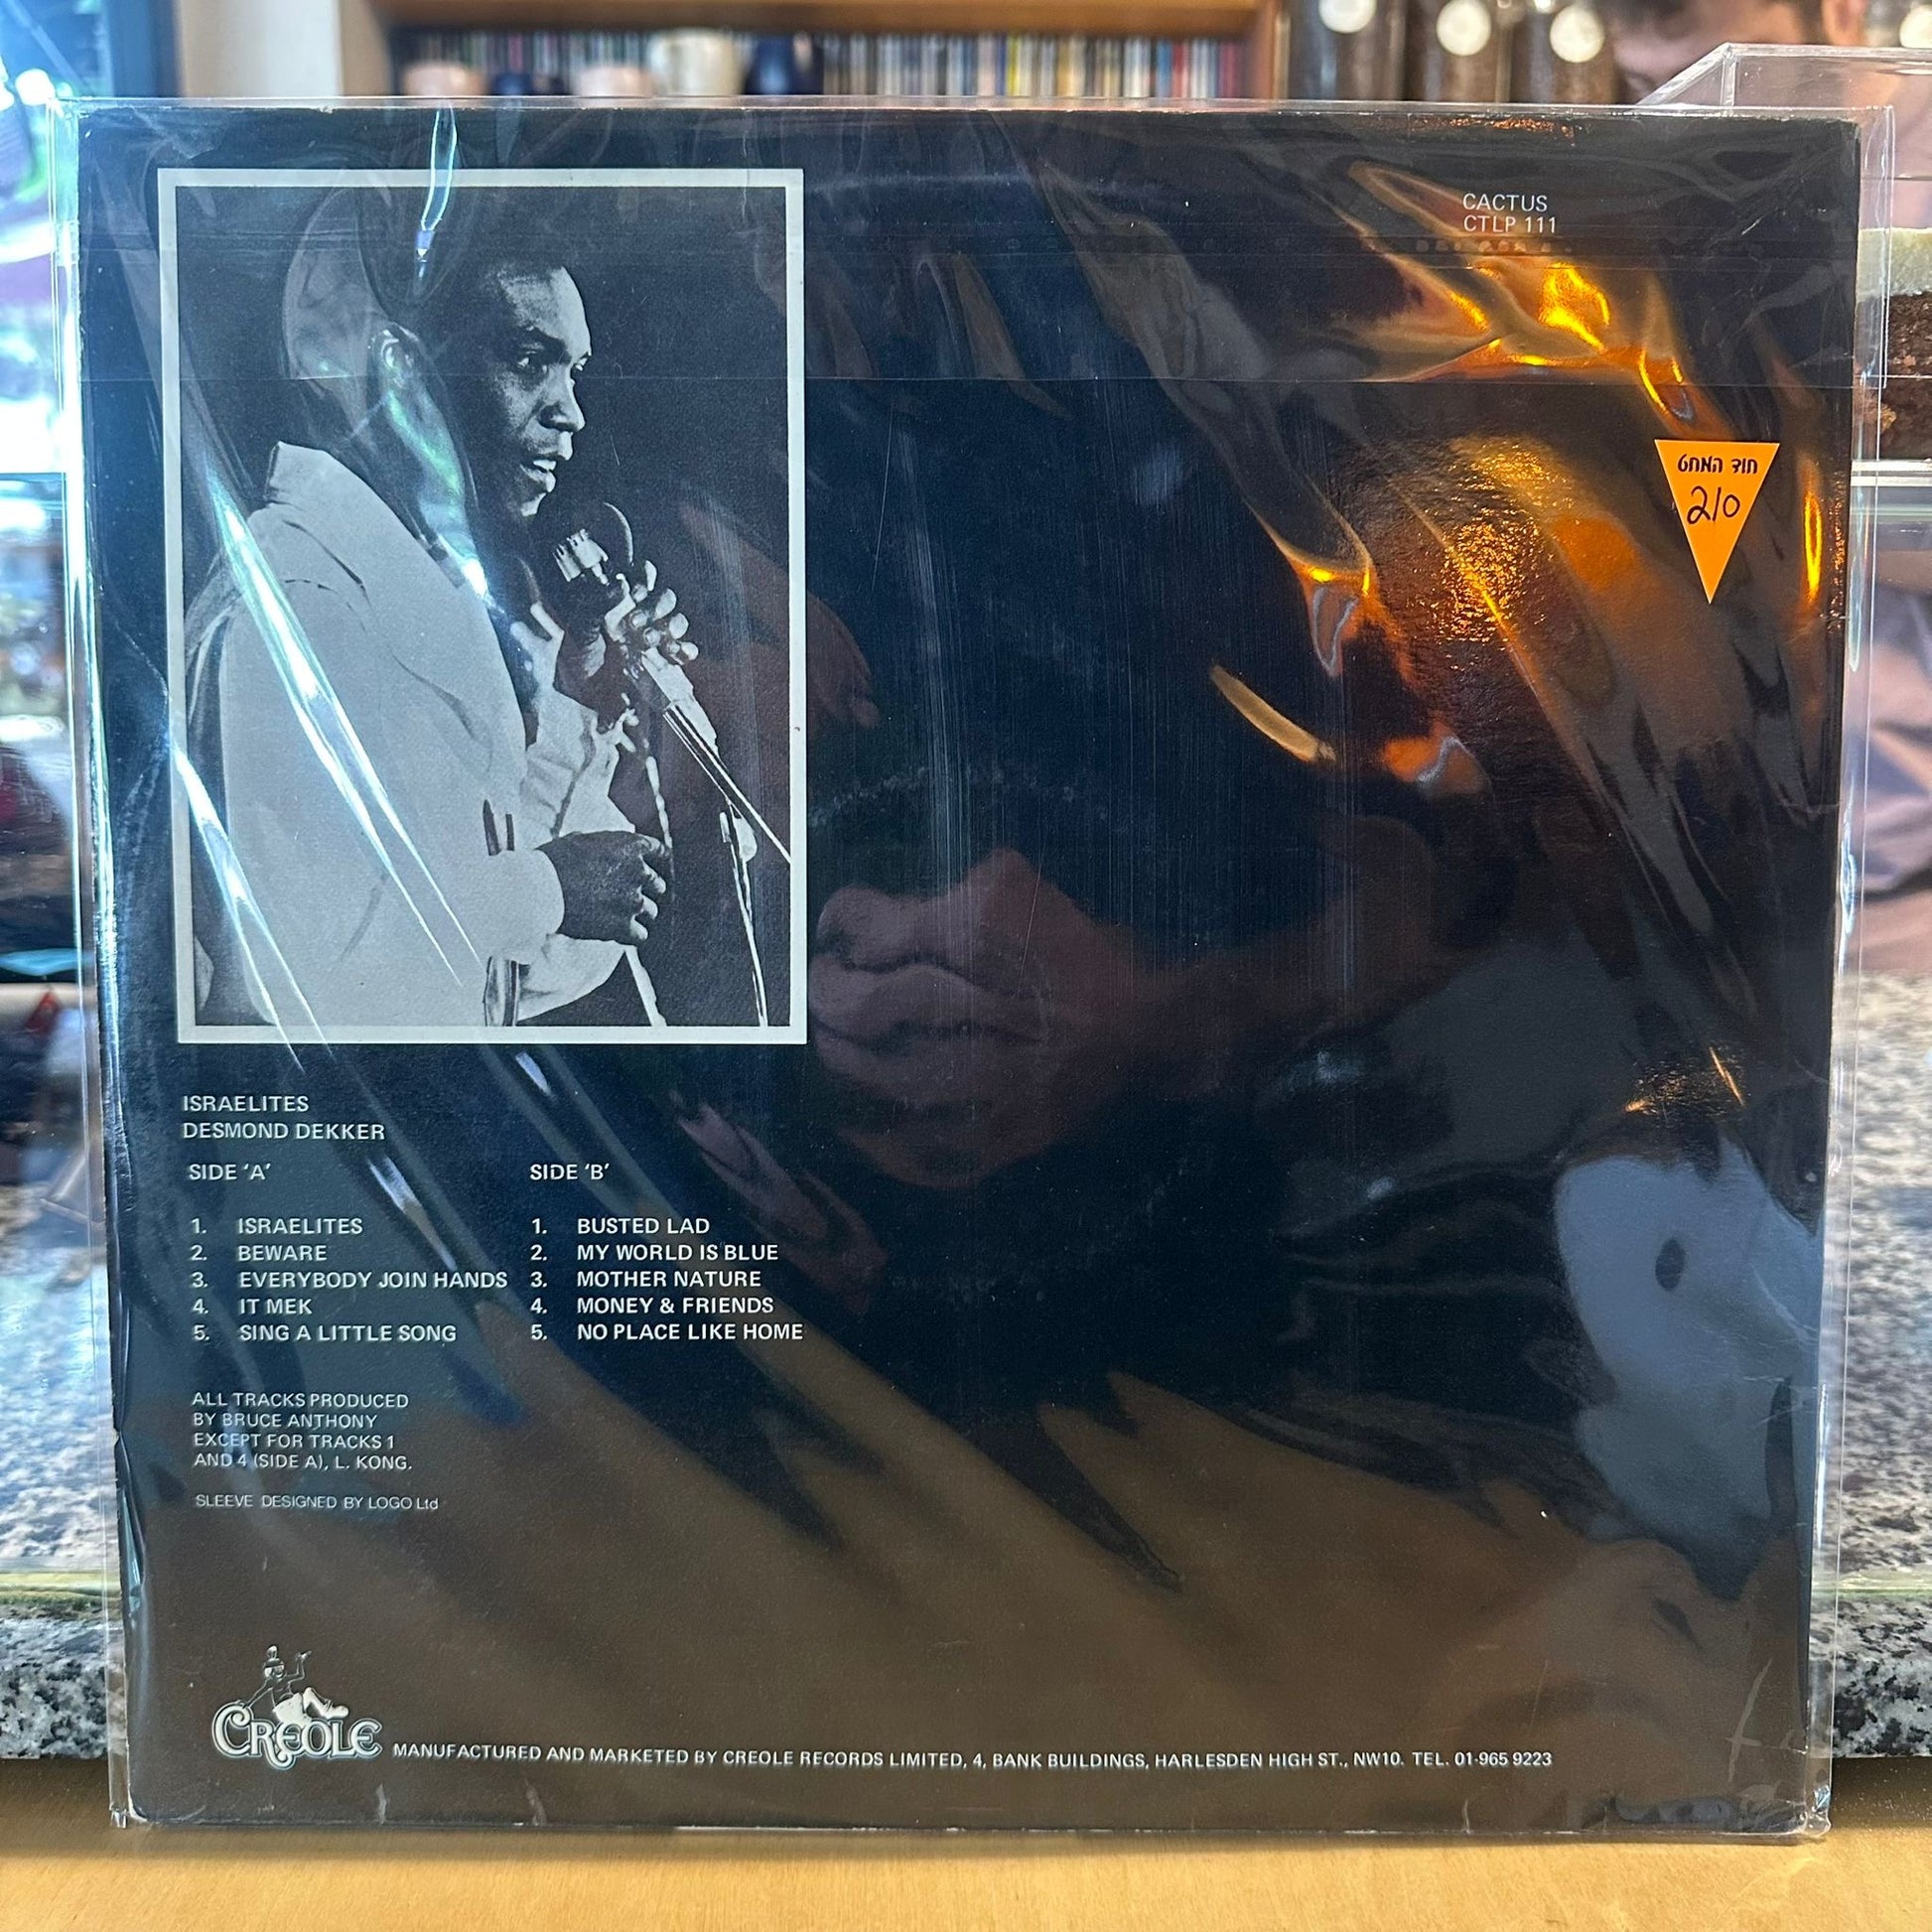 CACTUS
CTLP 111
חוד המחט
210
ISRAELITES
DESMOND DEKKER
SIDE 'A'
1. ISRAELITES
2. BEWARE
3. EVERYBODY JOIN HANDS
4. IT MEK
5. SING A LITTLE SONG
SIDE 'B'
1. BUSTED LAD
2. MY WORLD IS BLUE
3. MOTHER NATURE
4. MONEY & FRIENDS
5. NO PLACE LIKE HOME
ALL TRACKS PRODUCED
BY BRUCE ANTHONY
EXCEPT FOR TRACKS 1
AND 4 (SIDE A), L. KONG.
SLEEVE DESIGNED BY LOGO Ltd
CREOLE
MANUFACTURED AND MARKETED BY CREOLE RECORDS LIMITED, 4, BANK BUILDINGS, HARLESDEN HIGH ST., NW10. TEL. 01-965 9223